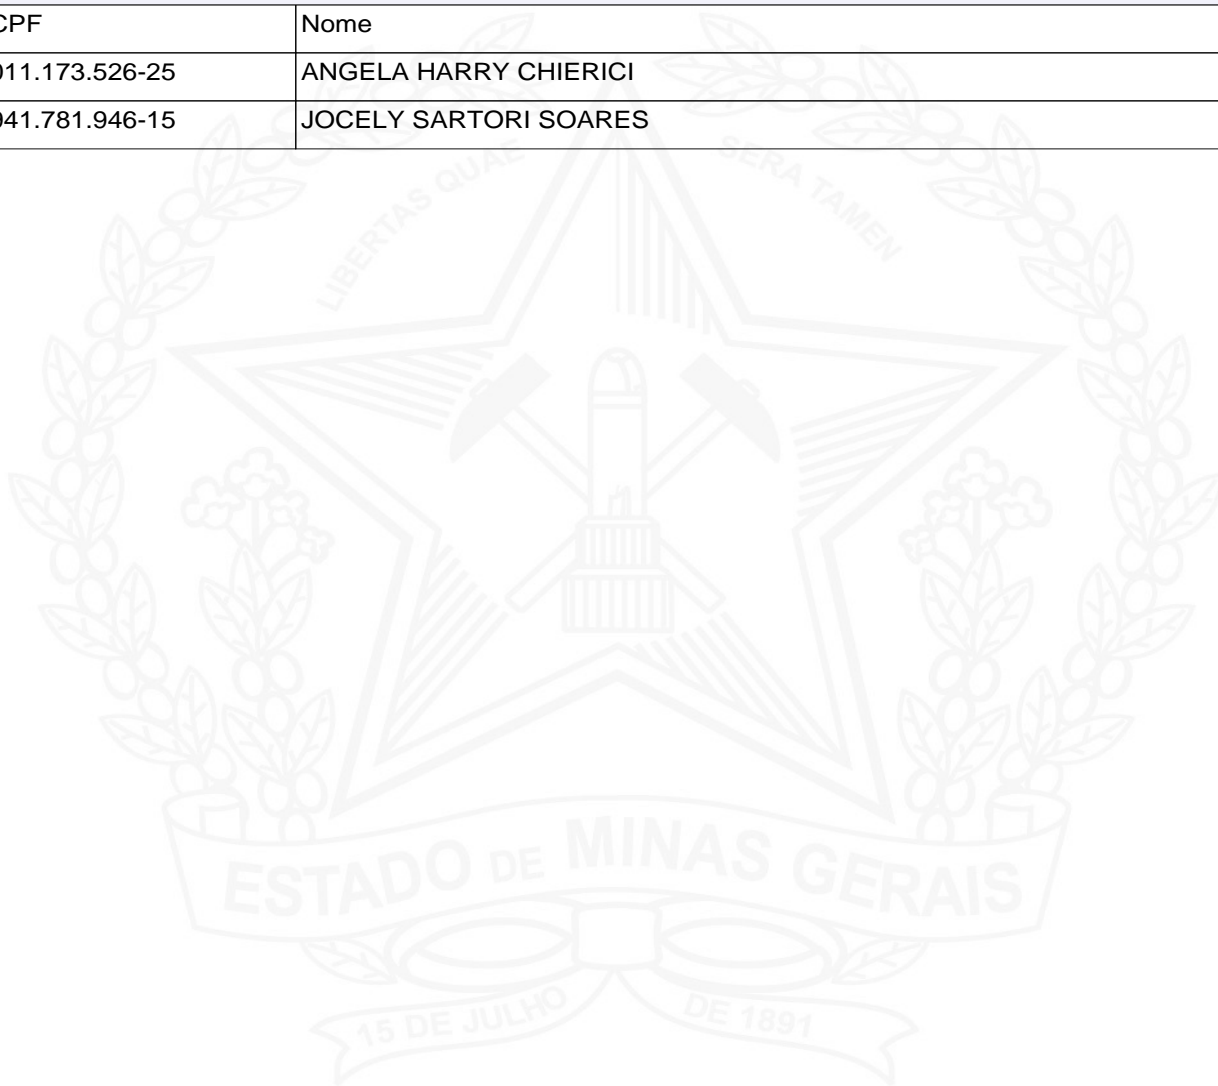 CPF Nome
011.173.526-25 ANGELA HARRY CHIERICI
941.781.946-15 JOCELY SARTORI SOARES
LIBERTAS QUAE SERA TAMEN
ESTADO DE MINAS GERAIS
15 DE JULHO DE 1891